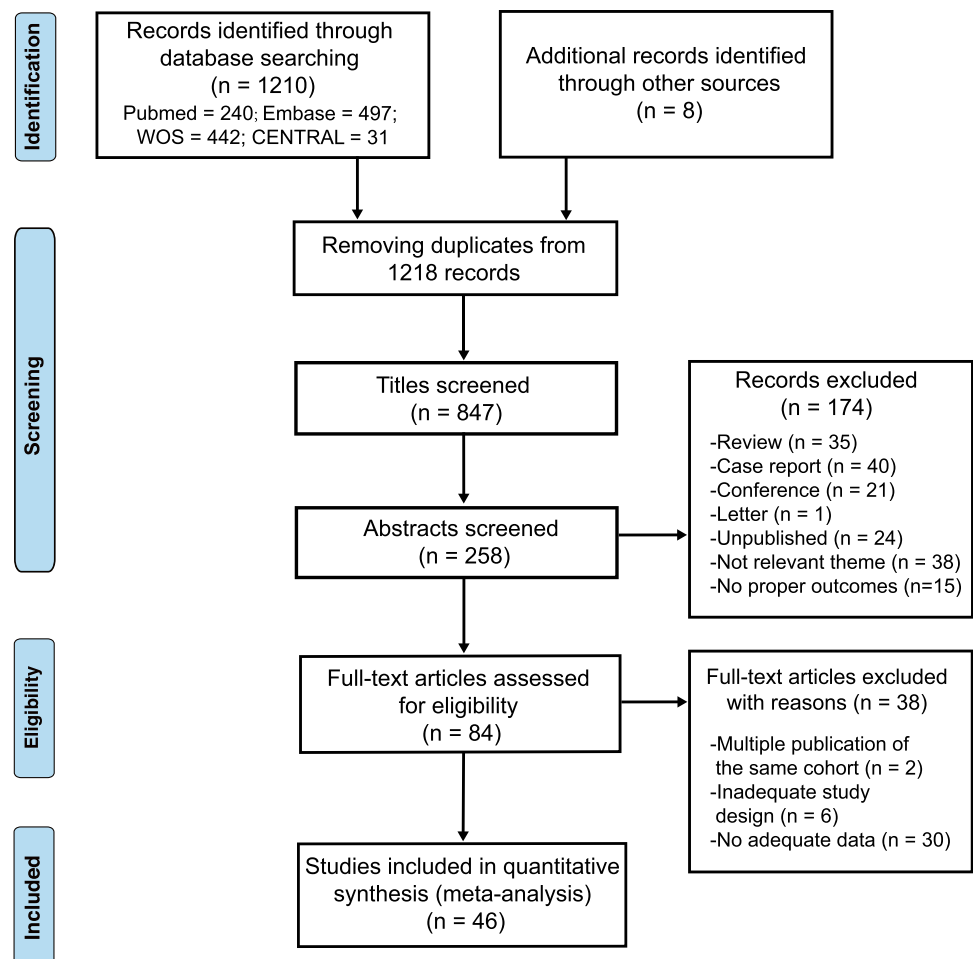 Identification
Records identified through
database searching
(n = 1210)
Pubmed = 240; Embase = 497;
WOS = 442; CENTRAL = 31
Additional records identified
through other sources
(n = 8)
Screening
Removing duplicates from
1218 records
Titles screened
(n = 847)
Abstracts screened
(n = 258)
Records excluded
(n = 174)
-Review (n = 35)
-Case report (n = 40)
-Conference (n = 21)
-Letter (n = 1)
-Unpublished (n = 24)
-Not relevant theme (n = 38)
-No proper outcomes (n=15)
Eligibility
Full-text articles assessed
for eligibility
(n = 84)
Full-text articles excluded
with reasons (n = 38)
-Multiple publication of
the same cohort (n = 2)
-Inadequate study
design (n = 6)
-No adequate data (n = 30)
Included
Studies included in quantitative
synthesis (meta-analysis)
(n = 46)